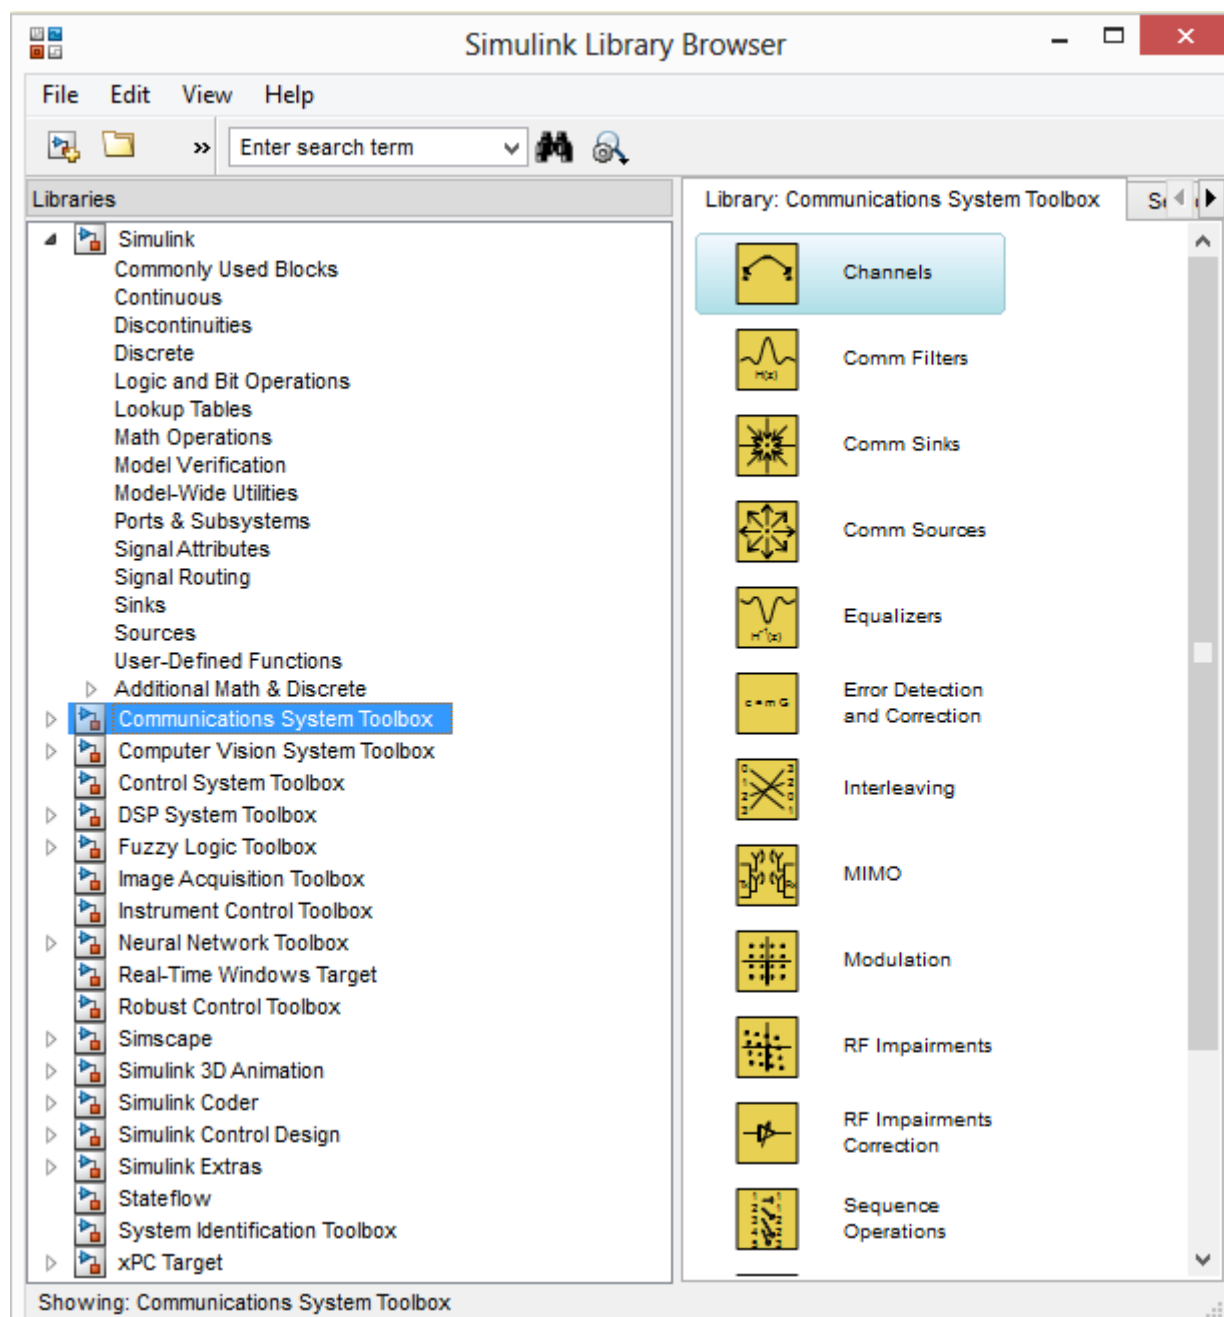 Simulink Library Browser
File Edit View Help
» Enter search term
Libraries
Simulink
Commonly Used Blocks
Continuous
Discontinuities
Discrete
Logic and Bit Operations
Lookup Tables
Math Operations
Model Verification
Model-Wide Utilities
Ports & Subsystems
Signal Attributes
Signal Routing
Sinks
Sources
User-Defined Functions
Additional Math & Discrete
Communications System Toolbox
Computer Vision System Toolbox
Control System Toolbox
DSP System Toolbox
Fuzzy Logic Toolbox
Image Acquisition Toolbox
Instrument Control Toolbox
Neural Network Toolbox
Real-Time Windows Target
Robust Control Toolbox
Simscape
Simulink 3D Animation
Simulink Coder
Simulink Control Design
Simulink Extras
Stateflow
System Identification Toolbox
xPC Target
Library: Communications System Toolbox
Channels
H(z)
Comm Filters
Comm Sinks
Comm Sources
Equalizers
c=mG
Error Detection
and Correction
Interleaving
MIMO
Modulation
RF Impairments
RF Impairments
Correction
Sequence
Operations
Showing: Communications System Toolbox